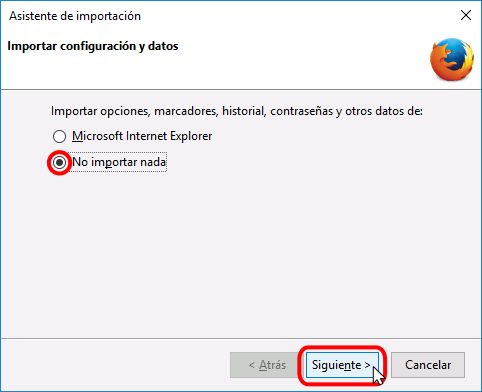 Asistente de importación
Importar configuración y datos
Importar opciones, marcadores, historial, contraseñas y otros datos de:
Microsoft Internet Explorer
No importar nada
< Atrás
Siguiente >
Cancelar